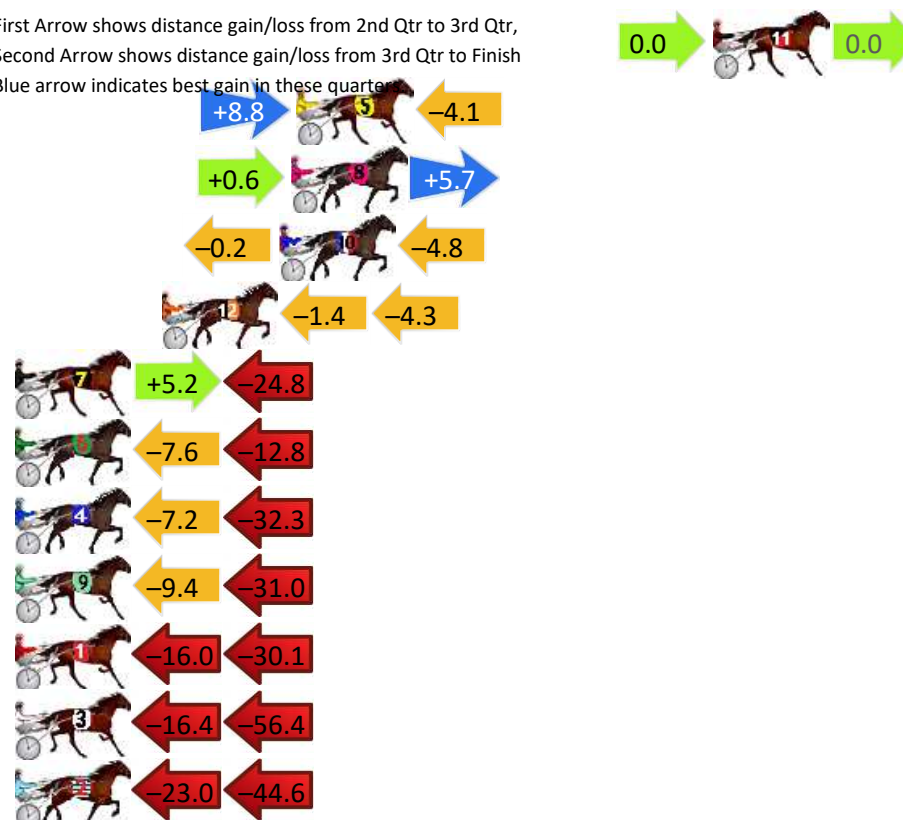 First Arrow shows distance gain/loss from 2nd Qtr to 3rd Qtr,
Second Arrow shows distance gain/loss from 3rd Qtr to Finish
Blue arrow indicates best gain in these quarters
0.0 11 0.0
+8.8 5 –4.1
+0.6 8 +5.7
–0.2 10 –4.8
12 –1.4 –4.3
7 +5.2 –24.8
6 –7.6 –12.8
4 –7.2 –32.3
9 –9.4 –31.0
1 –16.0 –30.1
3 –16.4 –56.4
2 –23.0 –44.6